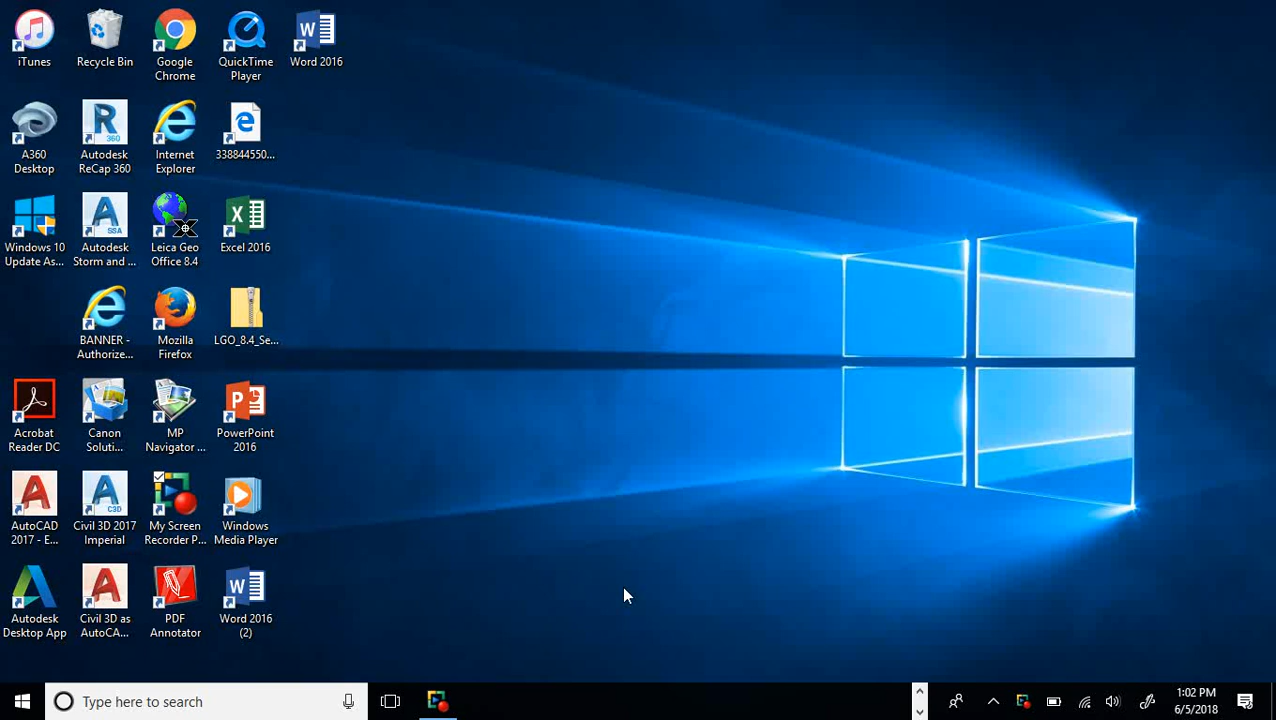 iTunes
Recycle Bin
Google
Chrome
QuickTime
Player
Word 2016
A360
Desktop
R
360
Autodesk
ReCap 360
Internet
Explorer
338844550...
Windows 10
Update As...
SSA
Autodesk
Storm and ...
Leica Geo
Office 8.4
Excel 2016
BANNER -
Authorize...
Mozilla
Firefox
LGO_8.4_Se...
Acrobat
Reader DC
Canon
Soluti...
MP
Navigator ...
PowerPoint
2016
AutoCAD
2017 - E...
C3D
Civil 3D 2017
Imperial
My Screen
Recorder P...
Windows
Media Player
Autodesk
Desktop App
Civil 3D as
AutoCA...
PDF
Annotator
Word 2016
(2)
Type here to search
1:02 PM
6/5/2018